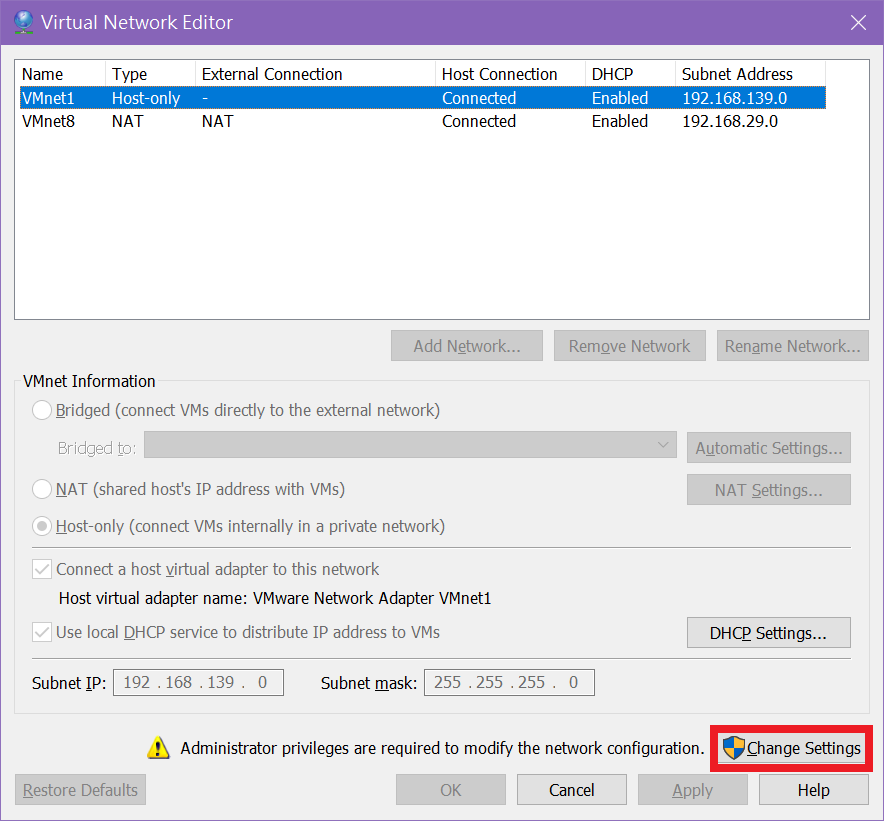 Virtual Network Editor
Name Type External Connection Host Connection DHCP Subnet Address
VMnet1 Host-only - Connected Enabled 192.168.139.0
VMnet8 NAT NAT Connected Enabled 192.168.29.0
Add Network... Remove Network Rename Network...
VMnet Information
Bridged (connect VMs directly to the external network)
Bridged to: Automatic Settings...
NAT (shared host's IP address with VMs) NAT Settings...
Host-only (connect VMs internally in a private network)
Connect a host virtual adapter to this network
Host virtual adapter name: VMware Network Adapter VMnet1
Use local DHCP service to distribute IP address to VMs DHCP Settings...
Subnet IP: 192 . 168 . 139 . 0 Subnet mask: 255 . 255 . 255 . 0
Administrator privileges are required to modify the network configuration. Change Settings
Restore Defaults OK Cancel Apply Help